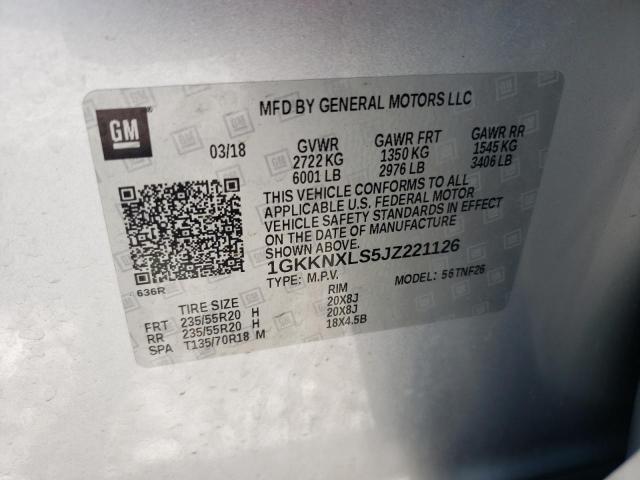 GM
MFD BY GENERAL MOTORS LLC
03/18 GVWR GAWR FRT GAWR RR
2722 KG 1350 KG 1545 KG
6001 LB 2976 LB 3406 LB
THIS VEHICLE CONFORMS TO ALL
APPLICABLE U.S. FEDERAL MOTOR
VEHICLE SAFETY STANDARDS IN EFFECT
ON THE DATE OF MANUFACTURE
SHOWN ABOVE.
1GKKNXLS5JZ221126
TYPE: M.P.V. MODEL: 56TNF26
636R
TIRE SIZE RIM
FRT 235/55R20 H 20X8J
RR 235/55R20 H 20X8J
SPA T135/70R18 M 18X4.5B